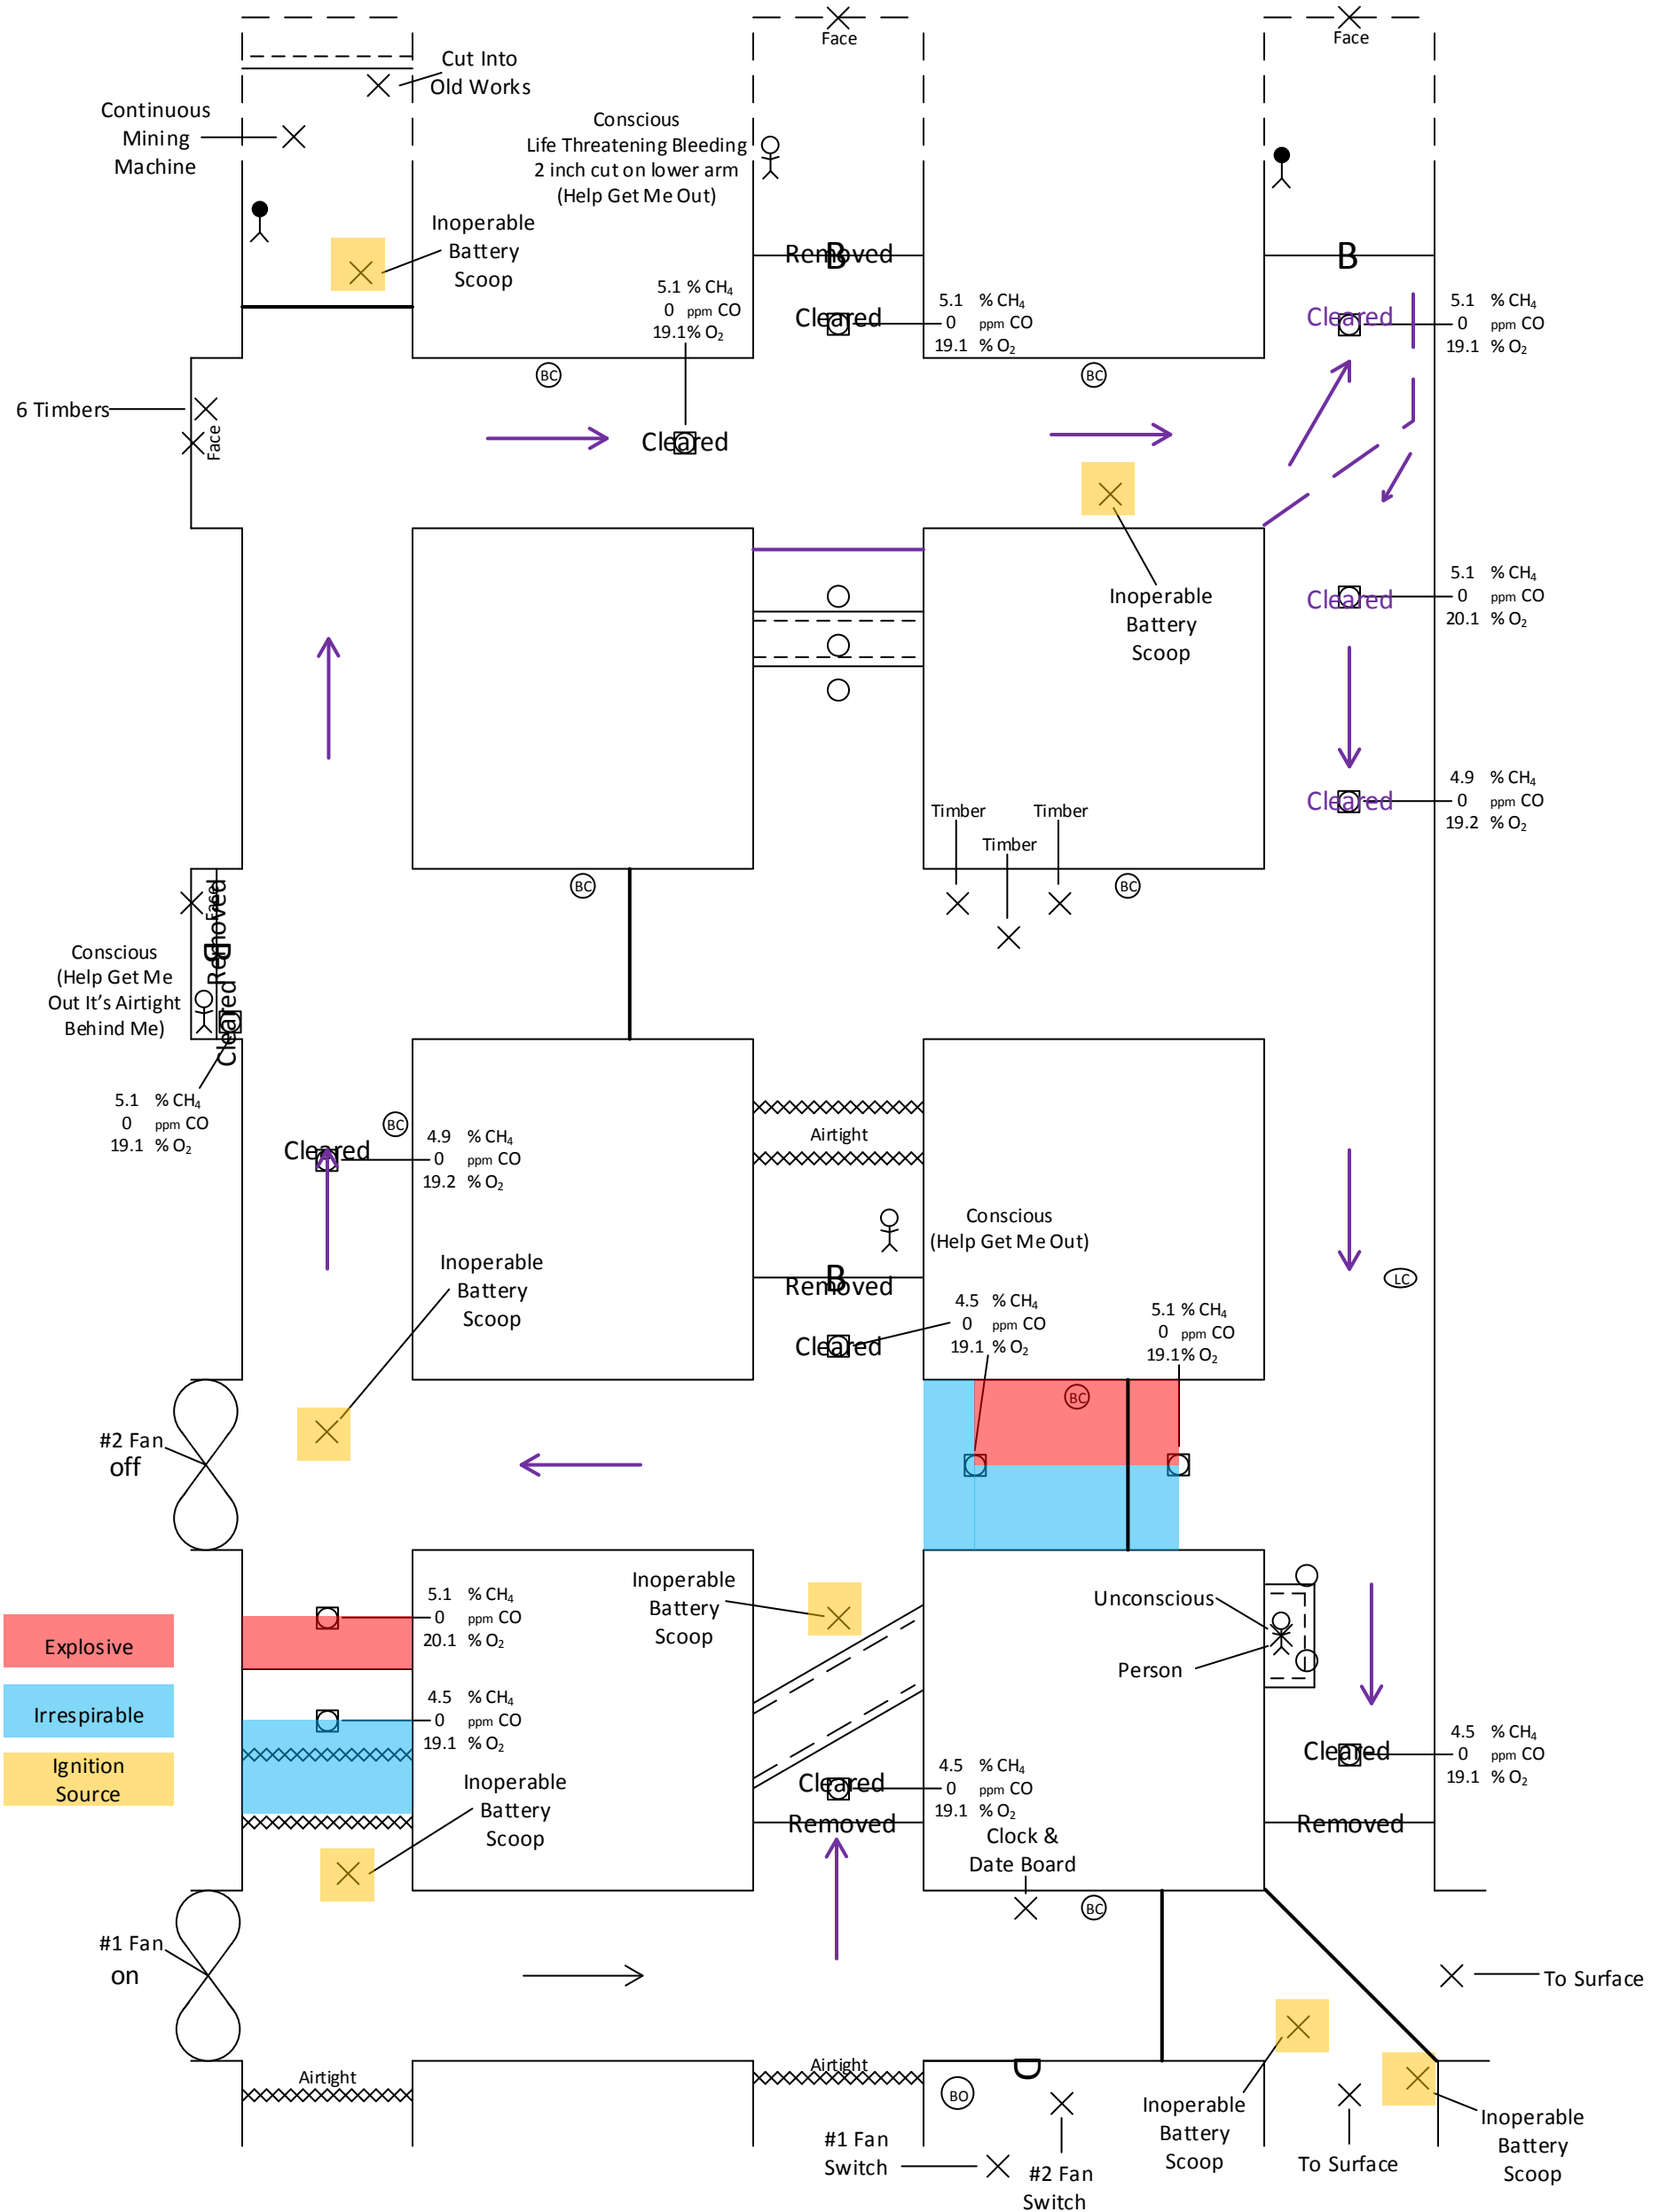 Face
Face
Cut Into
Old Works
Continuous
Mining
Machine
Conscious
Life Threatening Bleeding
2 inch cut on lower arm
(Help Get Me Out)
Inoperable
Battery
Scoop
Removed
B
B
5.1 % CH₄
0 ppm CO
19.1% O₂
Cleared
5.1 % CH₄
0 ppm CO
19.1 % O₂
Cleared
5.1 % CH₄
0 ppm CO
19.1 % O₂
BC
BC
6 Timbers
Face
Cleared
Inoperable
Battery
Scoop
Cleared
5.1 % CH₄
0 ppm CO
20.1 % O₂
Cleared
4.9 % CH₄
0 ppm CO
19.2 % O₂
Timber
Timber
Timber
BC
BC
Face
Removed
B
Cleared
Conscious
(Help Get Me
Out It's Airtight
Behind Me)
5.1 % CH₄
0 ppm CO
19.1 % O₂
BC
Cleared
4.9 % CH₄
0 ppm CO
19.2 % O₂
Airtight
Conscious
(Help Get Me Out)
Inoperable
Battery
Scoop
B
Removed
LC
4.5 % CH₄
0 ppm CO
19.1 % O₂
5.1 % CH₄
0 ppm CO
19.1% O₂
Cleared
BC
#2 Fan
off
5.1 % CH₄
0 ppm CO
20.1 % O₂
Inoperable
Battery
Scoop
Unconscious
Person
Explosive
Irrespirable
Ignition
Source
4.5 % CH₄
0 ppm CO
19.1 % O₂
Inoperable
Battery
Scoop
Cleared
4.5 % CH₄
0 ppm CO
19.1 % O₂
Removed
Cleared
4.5 % CH₄
0 ppm CO
19.1 % O₂
Removed
Clock &
Date Board
BC
#1 Fan
on
To Surface
Airtight
Airtight
D
BO
#1 Fan
Switch
#2 Fan
Switch
Inoperable
Battery
Scoop
To Surface
Inoperable
Battery
Scoop